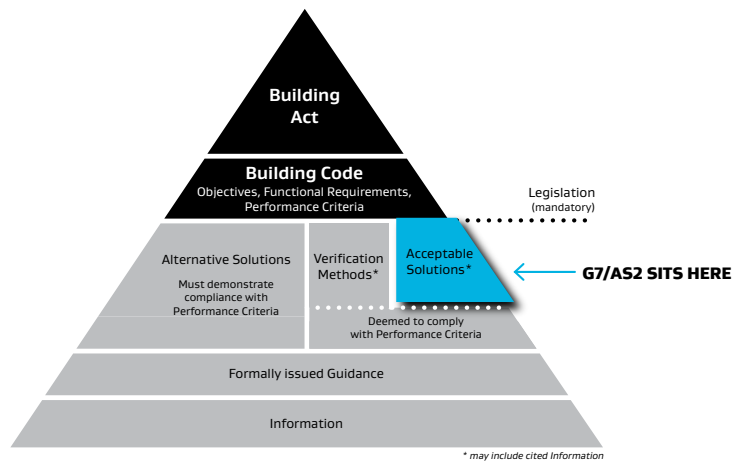 Building
Act
Building Code
Objectives, Functional Requirements,
Performance Criteria
Legislation
(mandatory)
Alternative Solutions
Must demonstrate
compliance with
Performance Criteria
Verification
Methods*
Acceptable
Solutions*
G7/AS2 SITS HERE
Deemed to comply
with Performance Criteria
Formally issued Guidance
Information
* may include cited Information